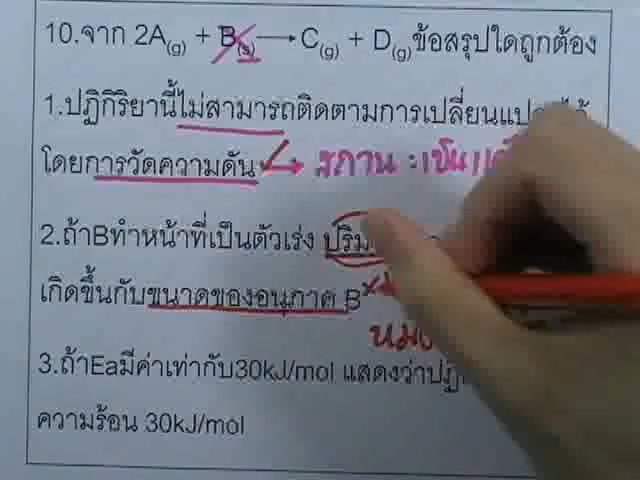 10.จาก 2A(g) + B(s) → C(g) + D(g)ข้อสรุปใดถูกต้อง
1.ปฏิกิริยานี้ไม่สามารถติดตามการเปลี่ยนแปลงได้
โดยการวัดความดัน สถานะเป็น
2.ถ้าBทำหน้าที่เป็นตัวเร่ง
เกิดขึ้นกับขนาดของอนุภาค B
3.ถ้าEaมีค่าเท่ากับ30kJ/mol แสดงว่า
ความร้อน 30kJ/mol